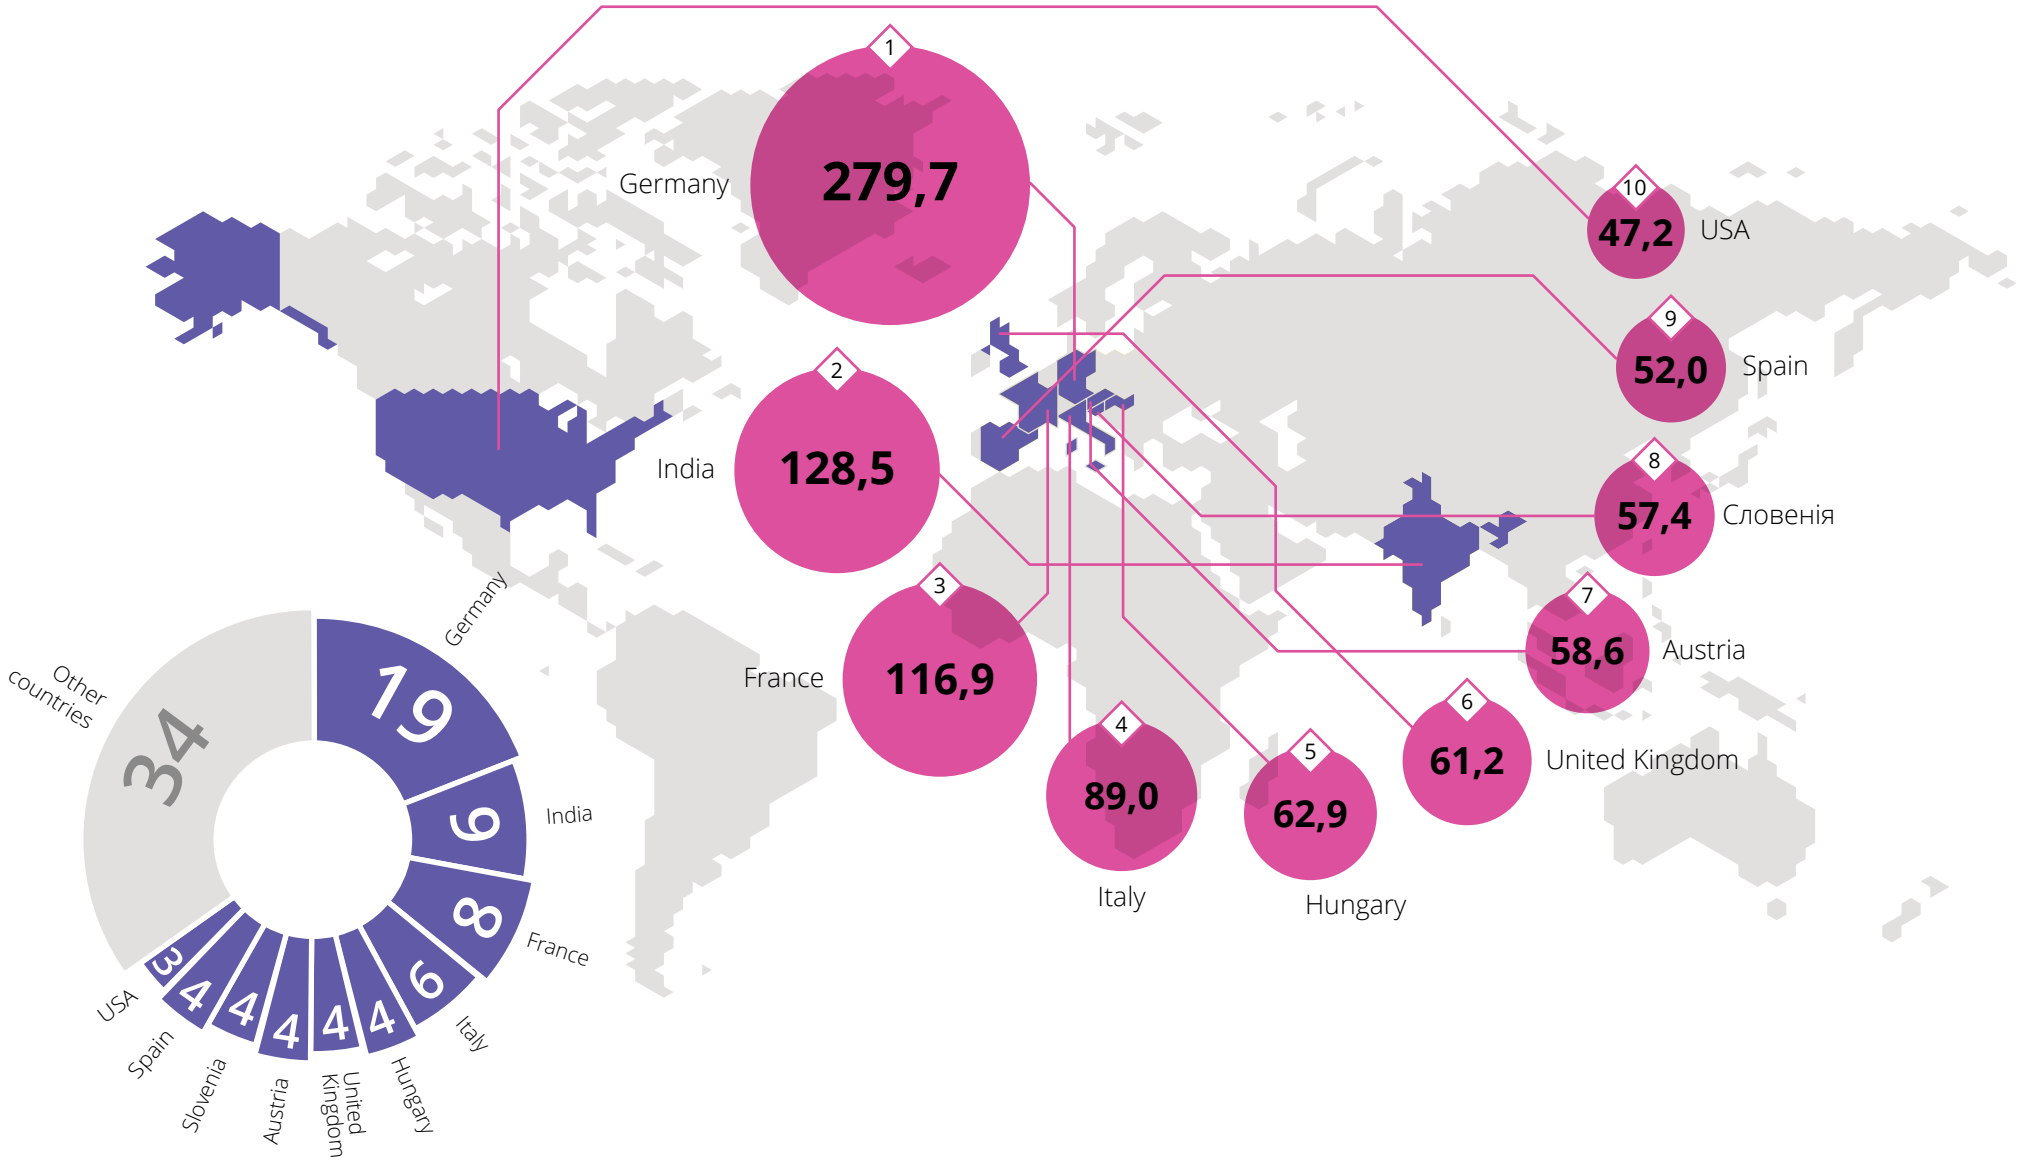 1
Germany
279,7
2
India
128,5
3
France
116,9
4
89,0
Italy
5
62,9
Hungary
6
61,2
United Kingdom
7
58,6
Austria
8
57,4
Словенія
9
52,0
Spain
10
47,2
USA
Germany
19
India
9
France
8
Italy
6
Hungary
4
United
Kingdom
4
Austria
4
Slovenia
4
Spain
4
USA
3
Other
countries
34